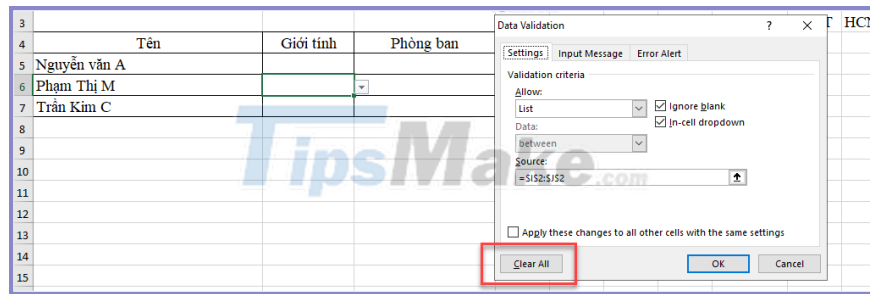 3
T HCN
4 Tên Giới tính Phòng ban
5 Nguyễn văn A
6 Phạm Thị M
7 Trần Kim C
8
9
10
11
12
13
14
15
Data Validation ? ×
Settings Input Message Error Alert
Validation criteria
Allow:
List Ignore blank
In-cell dropdown
Data:
between
Source:
=$I$2:$J$2
Apply these changes to all other cells with the same settings
Clear All OK Cancel
TipsMake.com